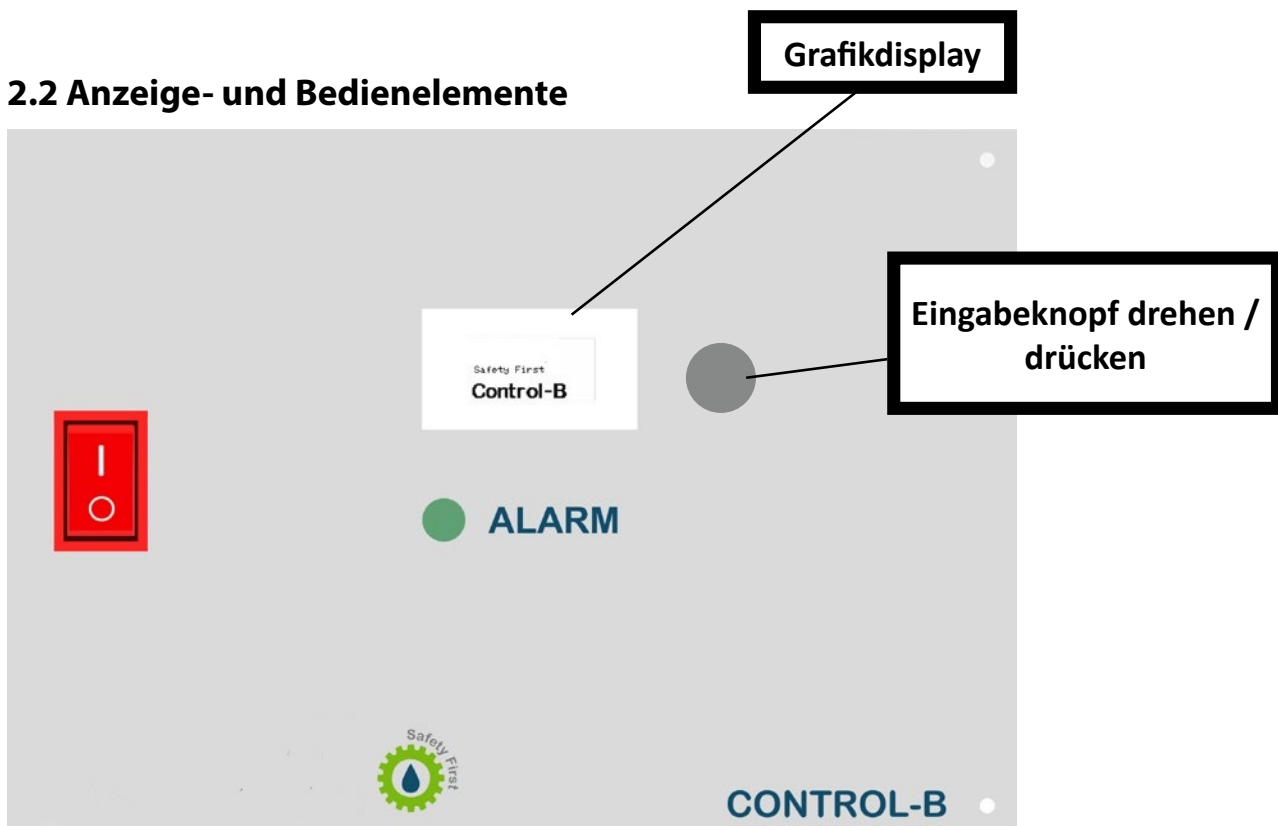 Grafikdisplay
2.2 Anzeige- und Bedienelemente
Eingabeknopf drehen /
drücken
Safety First
Control-B
I
O
ALARM
Safety First
CONTROL-B